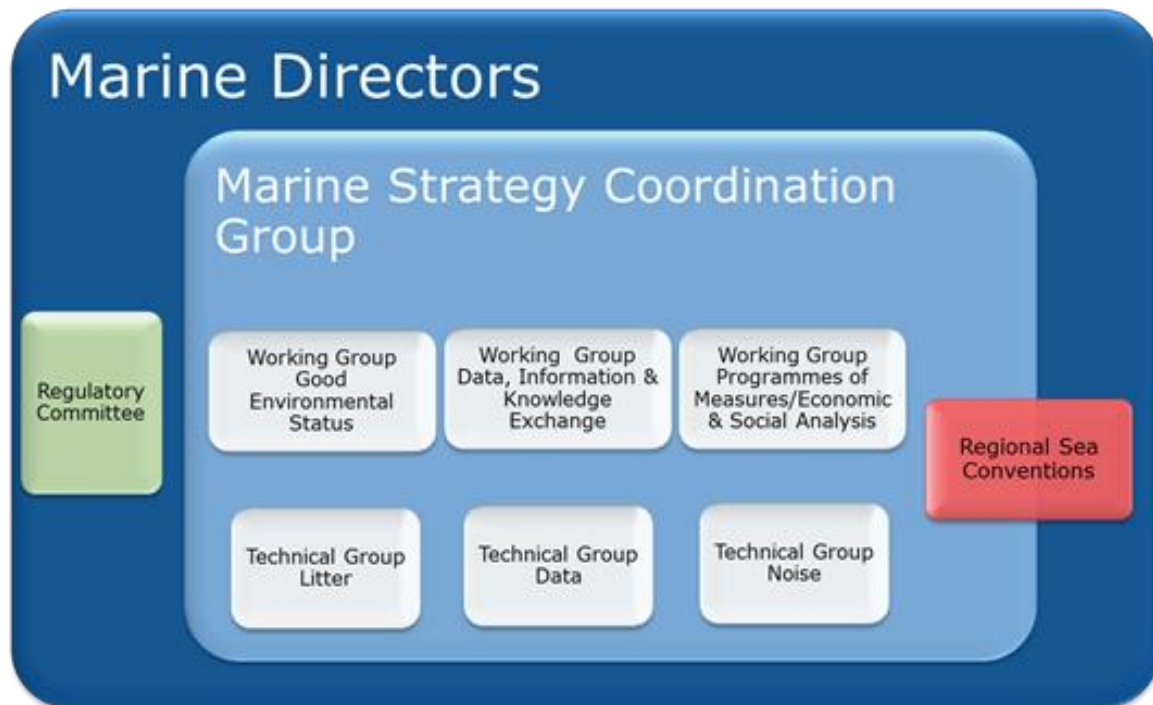 Marine Directors
Marine Strategy Coordination
Group
Regulatory
Committee
Working Group
Good
Environmental
Status
Working Group
Data, Information &
Knowledge
Exchange
Working Group
Programmes of
Measures/Economic
& Social Analysis
Regional Sea
Conventions
Technical Group
Litter
Technical Group
Data
Technical Group
Noise